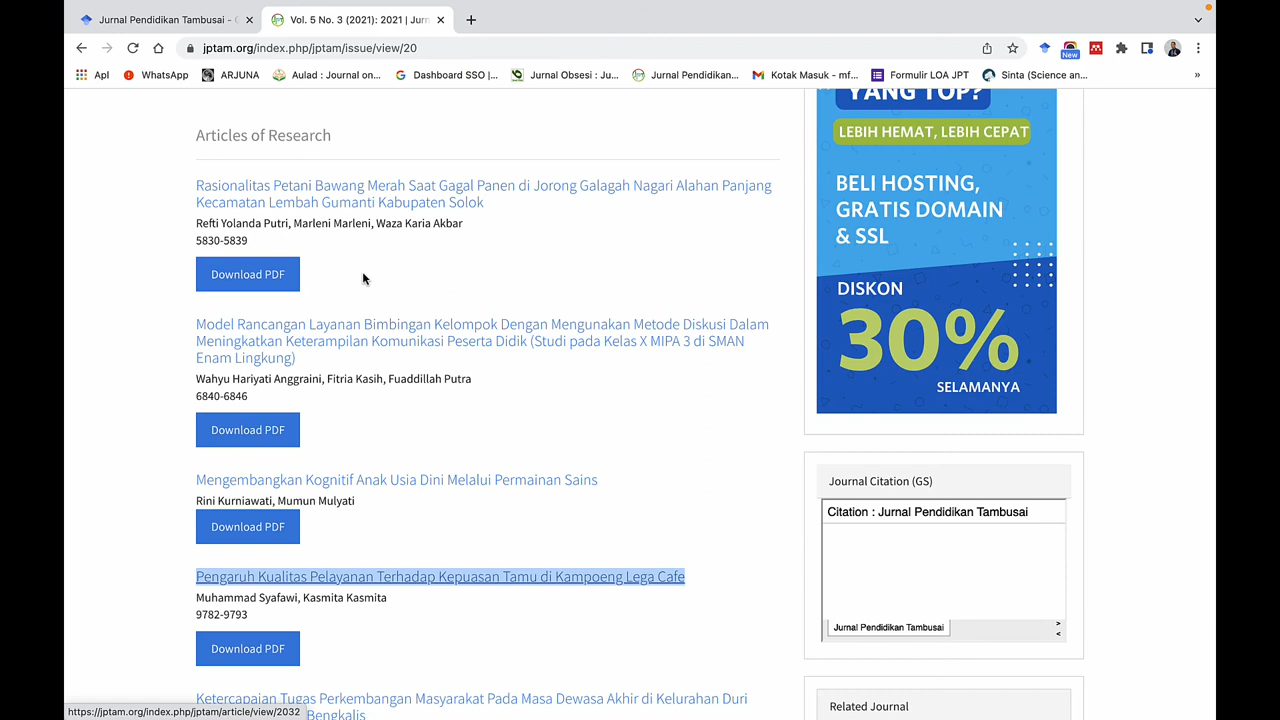 Jurnal Pendidikan Tambusai -
Vol. 5 No. 3 (2021): 2021 | Jurn
jptam.org/index.php/jptam/issue/view/20
New
Apl
WhatsApp
ARJUNA
Aulad : Journal on...
Dashboard SSO |...
Jurnal Obsesi : Ju...
Jurnal Pendidikan...
Kotak Masuk - mf...
Formulir LOA JPT
Sinta (Science an...
»
Articles of Research
Rasionalitas Petani Bawang Merah Saat Gagal Panen di Jorong Galagah Nagari Alahan Panjang
Kecamatan Lembah Gumanti Kabupaten Solok
Refti Yolanda Putri, Marleni Marleni, Waza Karia Akbar
5830-5839
Download PDF
Model Rancangan Layanan Bimbingan Kelompok Dengan Mengunakan Metode Diskusi Dalam
Meningkatkan Keterampilan Komunikasi Peserta Didik (Studi pada Kelas X MIPA 3 di SMAN
Enam Lingkung)
Wahyu Hariyati Anggraini, Fitria Kasih, Fuaddillah Putra
6840-6846
Download PDF
Mengembangkan Kognitif Anak Usia Dini Melalui Permainan Sains
Rini Kurniawati, Mumun Mulyati
Download PDF
Pengaruh Kualitas Pelayanan Terhadap Kepuasan Tamu di Kampoeng Lega Cafe
Muhammad Syafawi, Kasmita Kasmita
9782-9793
Download PDF
Ketercapaian Tugas Perkembangan Masyarakat Pada Masa Dewasa Akhir di Kelurahan Duri
Bengkalis
https://jptam.org/index.php/jptam/article/view/2032
YANG TOP?
LEBIH HEMAT, LEBIH CEPAT
BELI HOSTING,
GRATIS DOMAIN
& SSL
DISKON
30%
SELAMANYA
Journal Citation (GS)
Citation : Jurnal Pendidikan Tambusai
Jurnal Pendidikan Tambusai
>
<
Related Journal